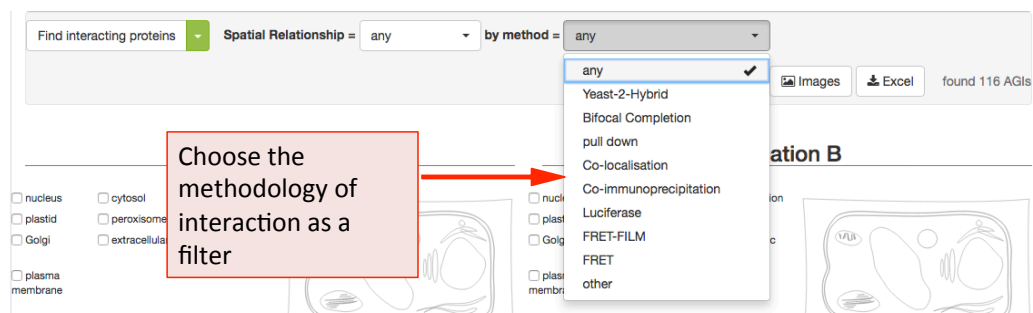 Find interacting proteins Spatial Relationship = any by method = any
any
Images Excel found 116 AGIs
Yeast-2-Hybrid
Bifocal Completion
pull down
ation B
Choose the
methodology of
interaction as a
filter
Co-localisation
Co-immunoprecipitation
Luciferase
FRET-FILM
FRET
other
nucleus cytosol
plastid peroxisome
Golgi extracellula
plasma
membrane
nucle
ion
plast
Golg
c
plas
membra